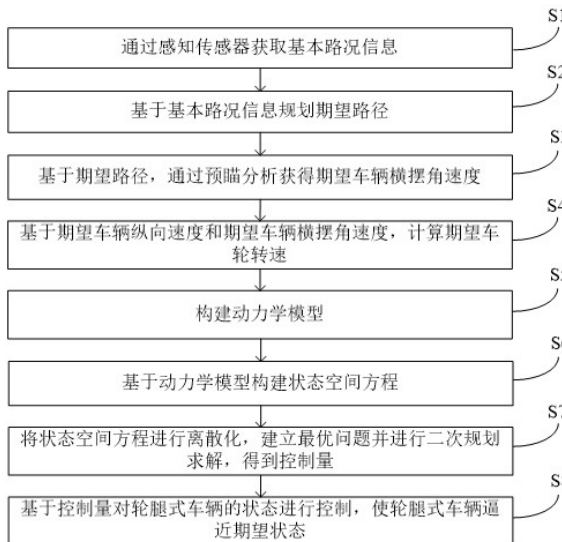 S1
通过感知传感器获取基本路况信息
S2
基于基本路况信息规划期望路径
基于期望路径，通过预瞄分析获得期望车辆横摆角速度
S4
基于期望车辆纵向速度和期望车辆横摆角速度，计算期望车
轮转速
构建动力学模型
基于动力学模型构建状态空间方程
S7
将状态空间方程进行离散化，建立最优问题并进行二次规划
求解，得到控制量
基于控制量对轮腿式车辆的状态进行控制，使轮腿式车辆逼
近期望状态